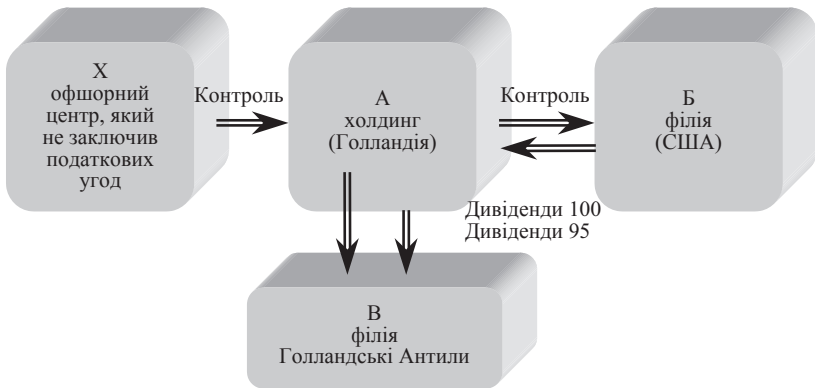 Х
офшорний
центр, який
не заключив
податкових
угод
Контроль
А
холдинг
(Голландія)
Контроль
Б
філія
(США)
Дивіденди 100
Дивіденди 95
В
філія
Голландські Антили